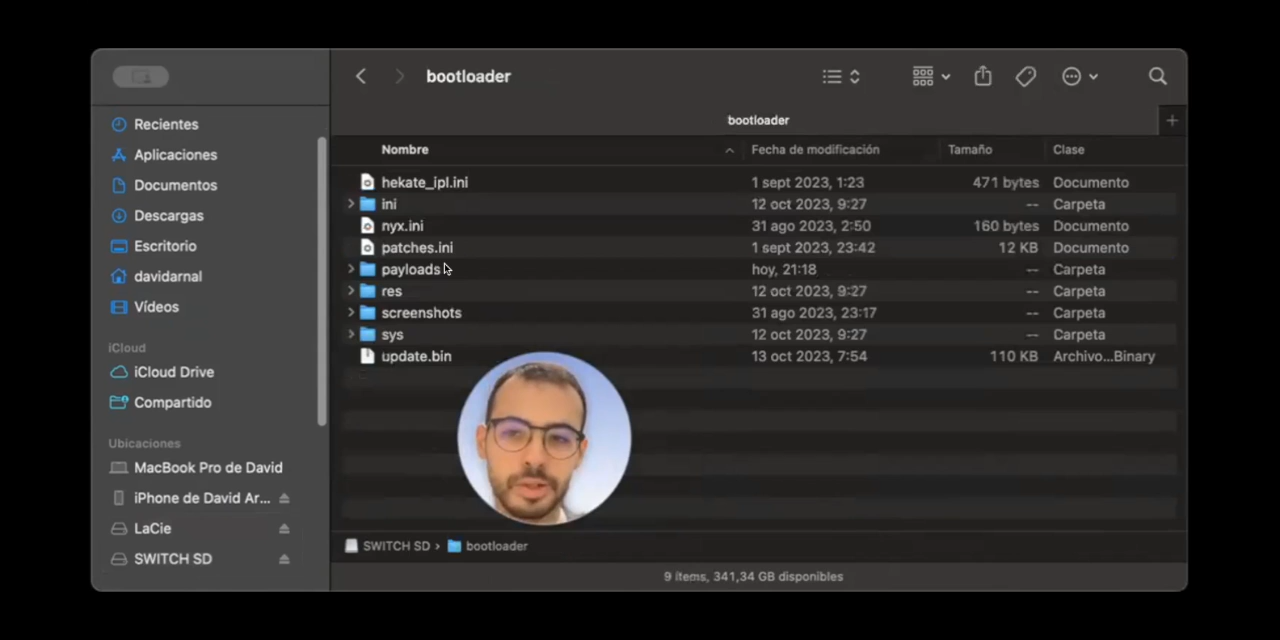 bootloader
bootloader
Recientes
Aplicaciones
Documentos
Descargas
Escritorio
davidarnal
Vídeos
iCloud
iCloud Drive
Compartido
Ubicaciones
MacBook Pro de David
iPhone de David Ar...
LaCie
SWITCH SD
Nombre Fecha de modificación Tamaño Clase
hekate_ipl.ini 1 sept 2023, 1:23 471 bytes Documento
ini 12 oct 2023, 9:27 -- Carpeta
nyx.ini 31 ago 2023, 2:50 160 bytes Documento
patches.ini 1 sept 2023, 23:42 12 KB Documento
payloads hoy, 21:18 -- Carpeta
res 12 oct 2023, 9:27 -- Carpeta
screenshots 31 ago 2023, 23:17 -- Carpeta
sys 12 oct 2023, 9:27 -- Carpeta
update.bin 13 oct 2023, 7:54 110 KB Archivo...Binary
SWITCH SD › bootloader
9 ítems, 341,34 GB disponibles